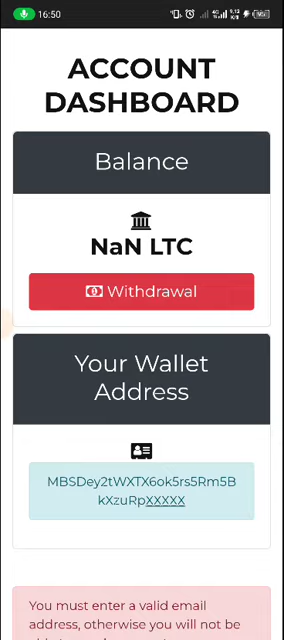 16:50
ACCOUNT
DASHBOARD
Balance
NaN LTC
Withdrawal
Your Wallet
Address
MBSDey2tWXTX6ok5rs5Rm5B
kXzuRpXXXXX
You must enter a valid email
address, otherwise you will not be